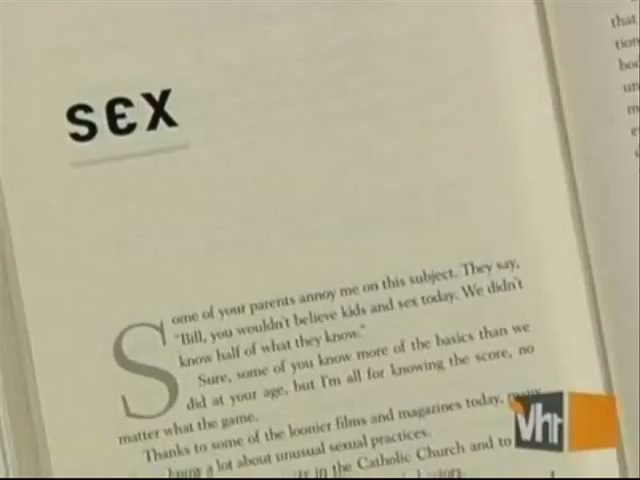 SEX
Some of your parents annoy me on this subject. They say,
"Bill, you wouldn't believe kids and sex today. We didn't
know half of what they know."
Sure, some of you know more of the basics than we
did at your age, but I'm all for knowing the score, no
matter what the game.
Thanks to some of the loonier films and magazines today,
a lot about unusual sexual practices.
in the Catholic Church and to
that
tion
vh1